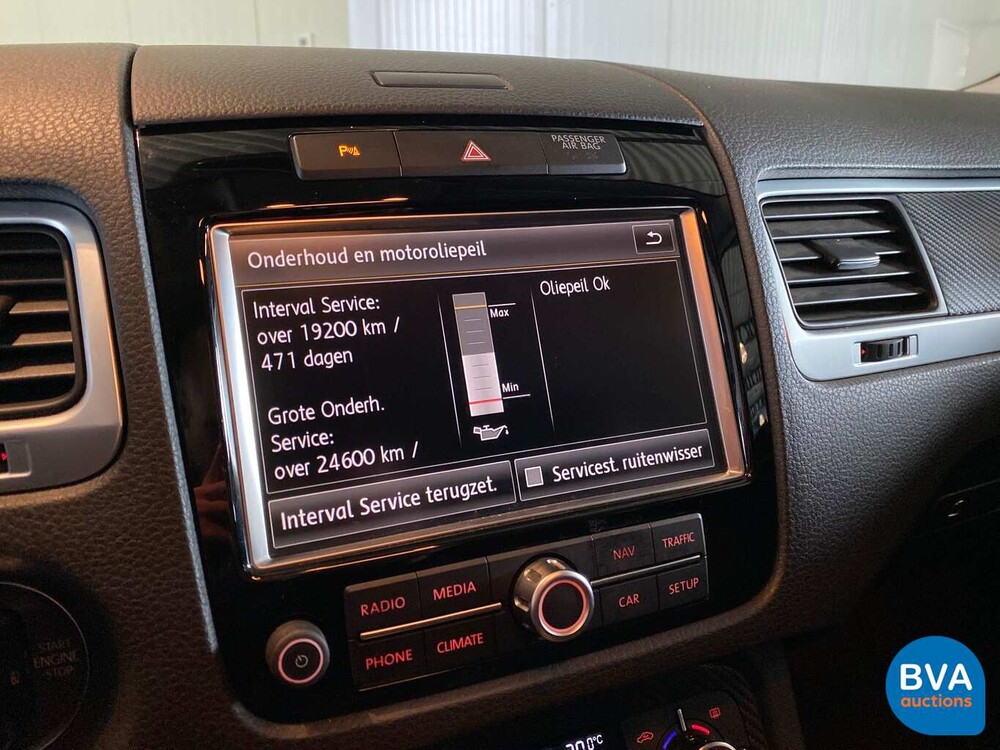 PASSENGER
AIR BAG
Onderhoud en motoroliepeil
Interval Service:
over 19200 km /
471 dagen
Grote Onderh.
Service:
over 24600 km /
Max
Min
Oliepeil Ok
Interval Service terugzet.
Servicest. ruitenwisser
RADIO
MEDIA
NAV
TRAFFIC
PHONE
CLIMATE
CAR
SETUP
START
ENGINE
STOP
BVA
auctions